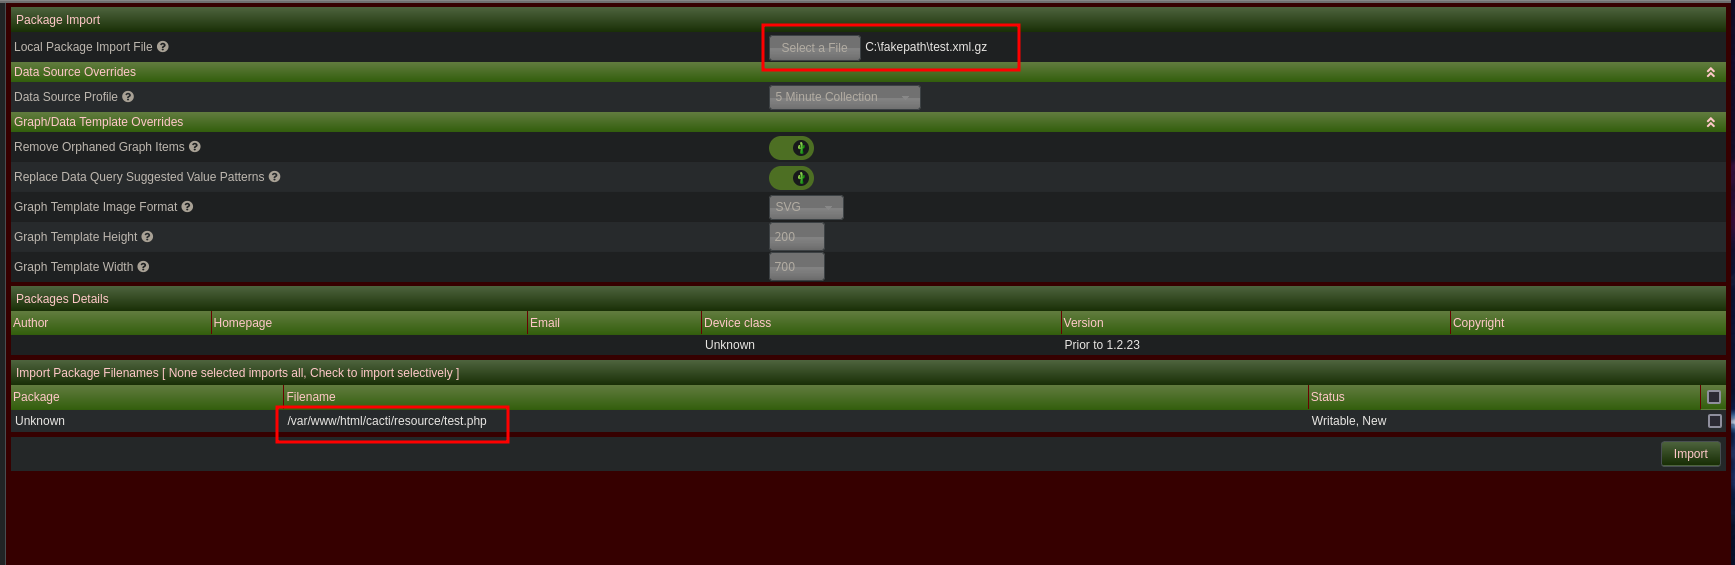 Package Import
Local Package Import File Select a File C:\fakepath\test.xml.gz
Data Source Overrides
Data Source Profile 5 Minute Collection
Graph/Data Template Overrides
Remove Orphaned Graph Items
Replace Data Query Suggested Value Patterns
Graph Template Image Format SVG
Graph Template Height 200
Graph Template Width 700
Packages Details
Author Homepage Email Device class Version Copyright
Unknown Prior to 1.2.23
Import Package Filenames [ None selected imports all, Check to import selectively ]
Package Filename Status
Unknown /var/www/html/cacti/resource/test.php Writable, New
Import